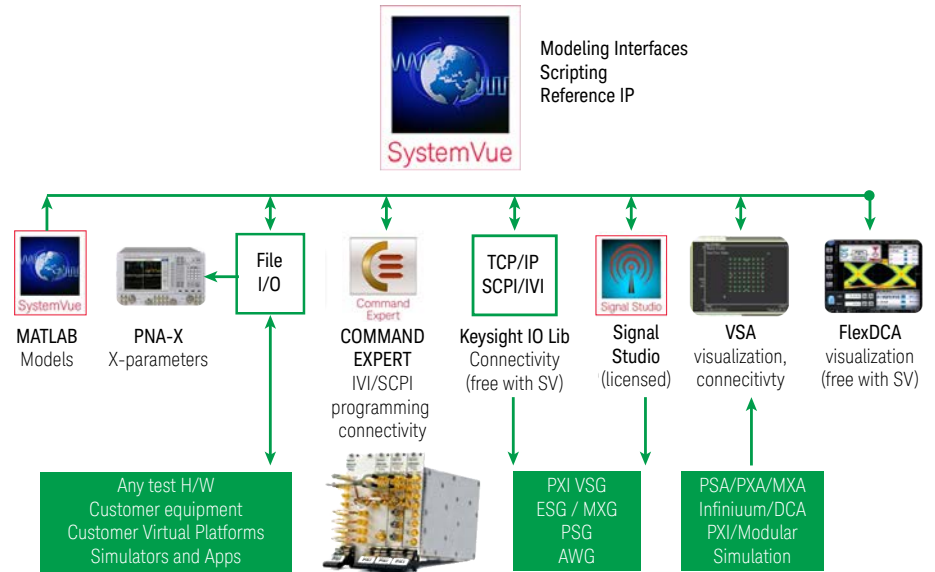 Modeling Interfaces
Scripting
Reference IP
SystemVue
SystemVue
MATLAB
Models
PNA-X
X-parameters
File
I/O
Command
Expert
COMMAND
EXPERT
IVI/SCPI
programming
connectivity
TCP/IP
SCPI/IVI
Keysight IO Lib
Connectivity
(free with SV)
Signal Studio
Signal
Studio
(licensed)
VSA
visualization,
connecitivty
FlexDCA
visualization
(free with SV)
Any test H/W
Customer equipment
Customer Virtual Platforms
Simulators and Apps
PXI VSG
ESG / MXG
PSG
AWG
PSA/PXA/MXA
Infiniuum/DCA
PXI/Modular
Simulation